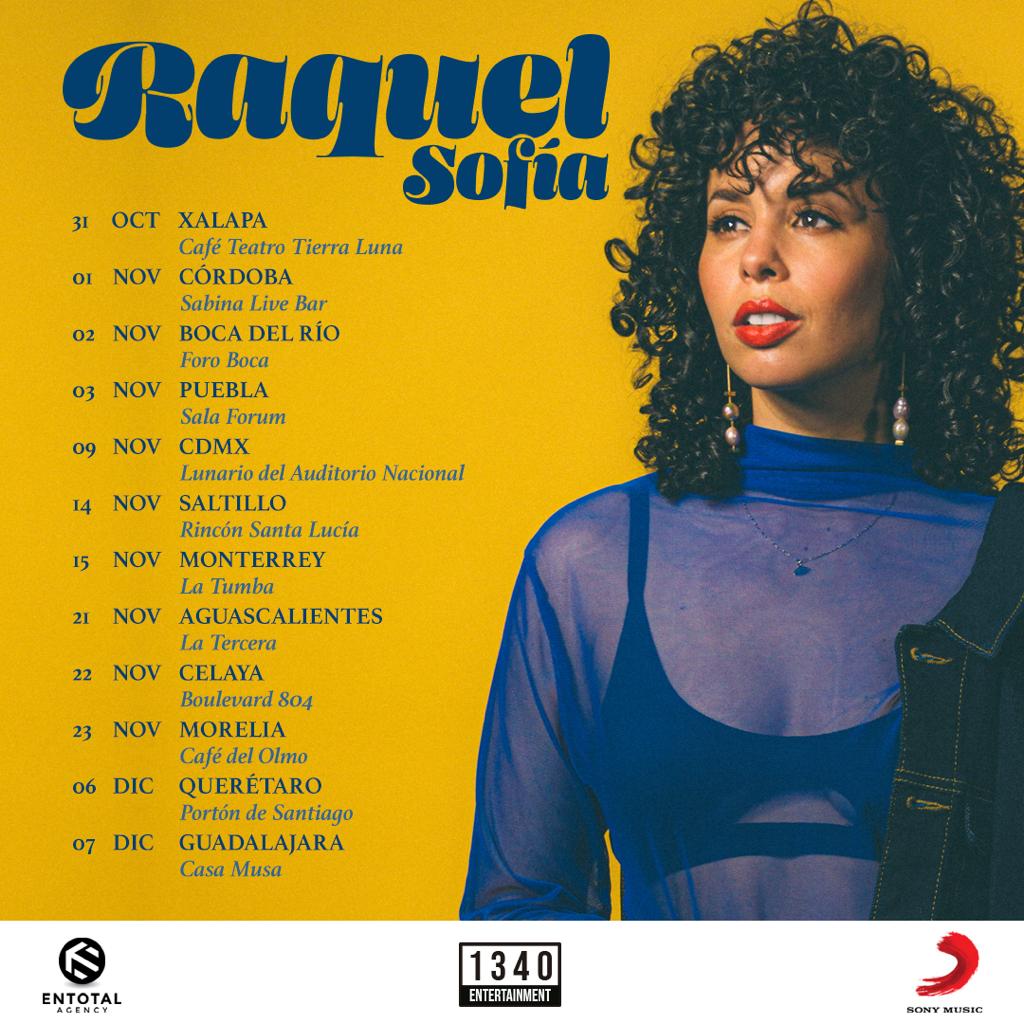 Raquel
Sofía
31 OCT XALAPA
Café Teatro Tierra Luna
01 NOV CÓRDOBA
Sabina Live Bar
02 NOV BOCA DEL RÍO
Foro Boca
03 NOV PUEBLA
Sala Forum
09 NOV CDMX
Lunario del Auditorio Nacional
14 NOV SALTILLO
Rincón Santa Lucía
15 NOV MONTERREY
La Tumba
21 NOV AGUASCALIENTES
La Tercera
22 NOV CELAYA
Boulevard 804
23 NOV MORELIA
Café del Olmo
06 DIC QUERÉTARO
Portón de Santiago
07 DIC GUADALAJARA
Casa Musa
ENTOTAL
AGENCY
1340
ENTERTAINMENT
SONY MUSIC